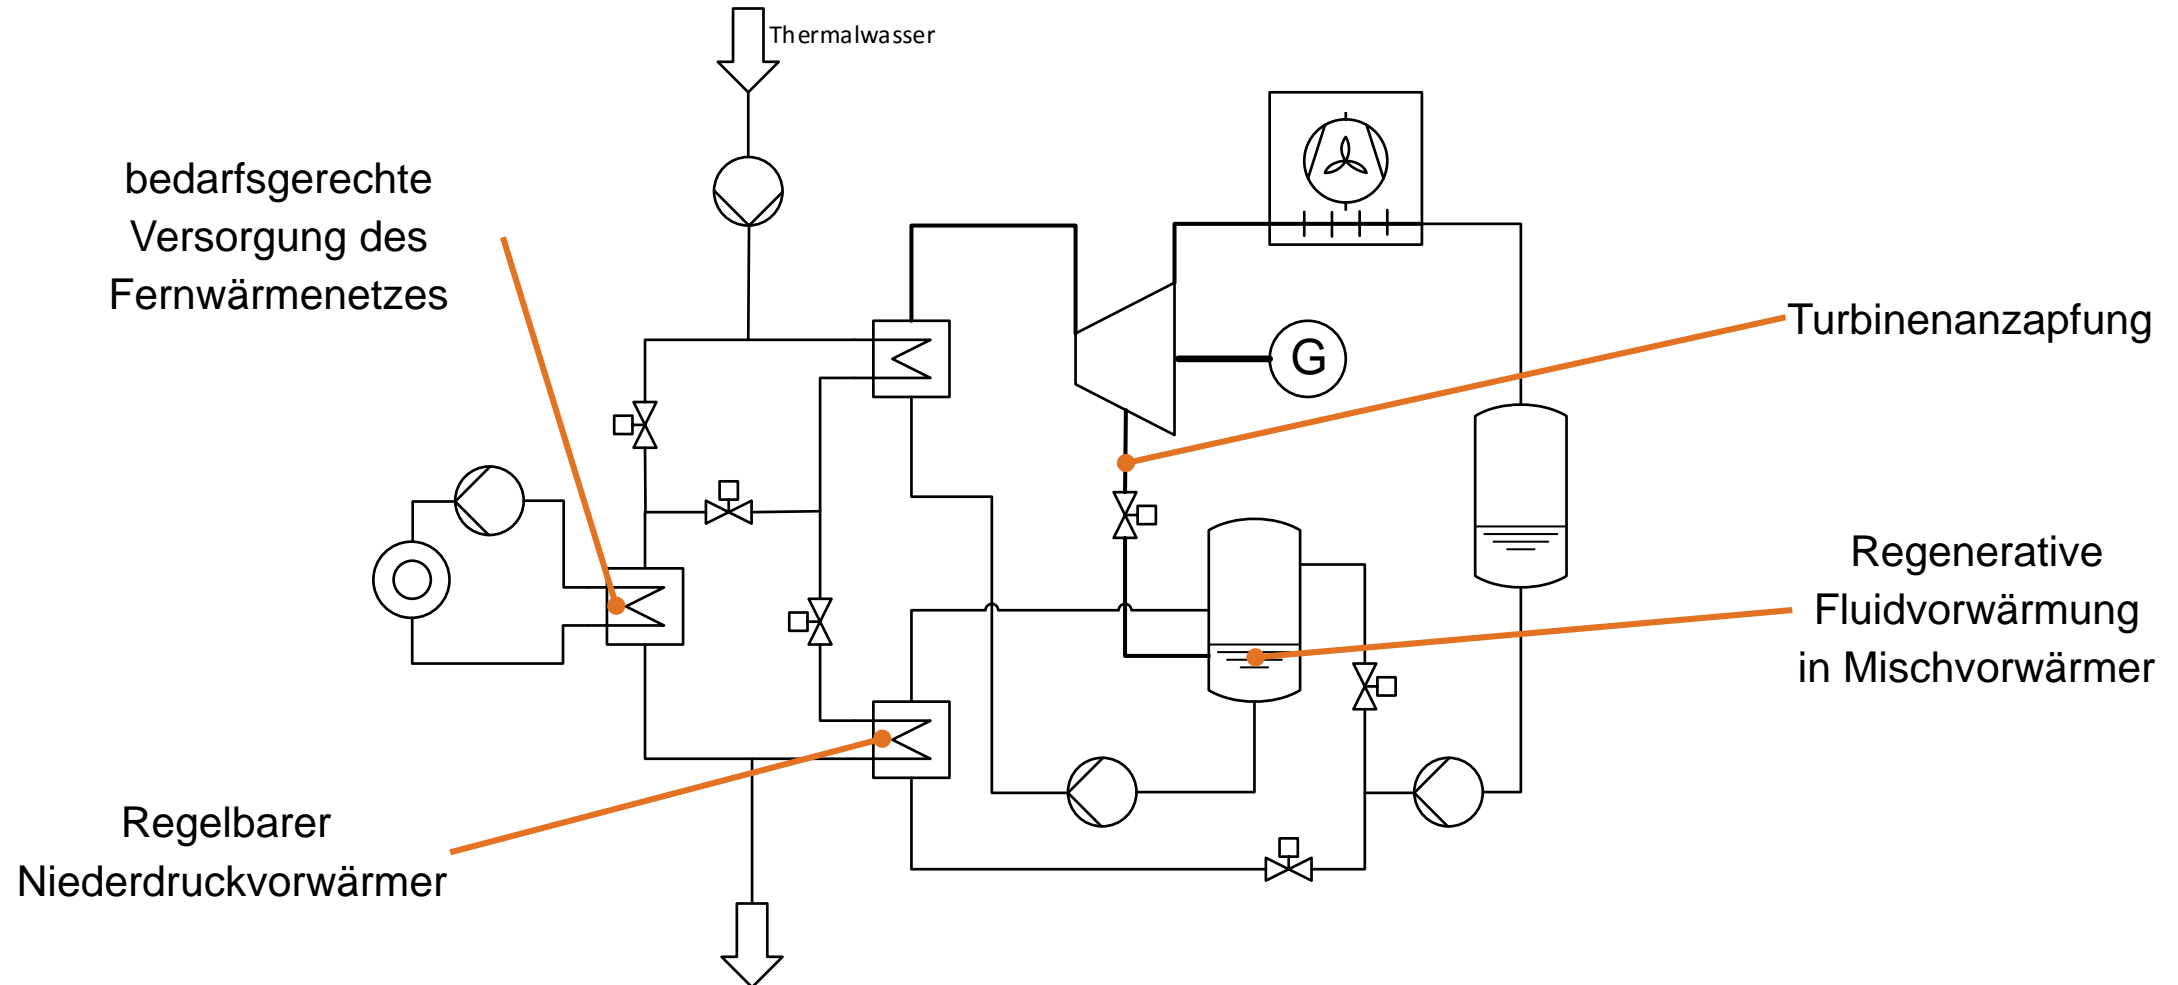 Thermalwasser
bedarfsgerechte
Versorgung des
Fernwärmenetzes
G
Turbinenanzapfung
Regenerative
Fluidvorwärmung
in Mischvorwärmer
Regelbarer
Niederdruckvorwärmer